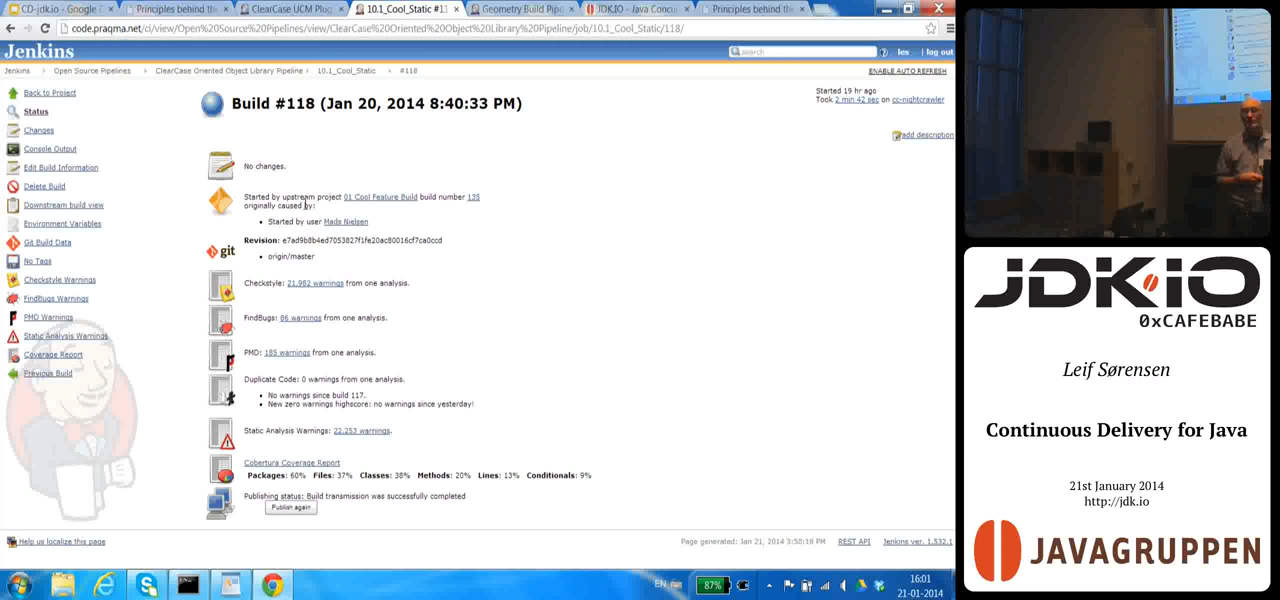 CD-jdk.io - Google
Principles behind the
ClearCase UCM Plug
10.1_Cool_Static #11
Geometry Build Pipe
JDK.IO - Java Concur
Principles behind the
code.praqma.net/ci/view/Open%20Source%20Pipelines/view/ClearCase%20Oriented%20Object%20Library%20Pipeline/job/10.1_Cool_Static/118/
Jenkins
search
les
log out
Jenkins
Open Source Pipelines
ClearCase Oriented Object Library Pipeline
10.1_Cool_Static
#118
ENABLE AUTO REFRESH
Back to Project
Status
Changes
Console Output
Edit Build Information
Delete Build
Downstream build view
Environment Variables
Git Build Data
No Tags
Checkstyle Warnings
FindBugs Warnings
PMD Warnings
Static Analysis Warnings
Coverage Report
Previous Build
Build #118 (Jan 20, 2014 8:40:33 PM)
Started 19 hr ago
Took 2 min 42 sec on cc-nightcrawler
add description
No changes.
Started by upstream project 01 Cool Feature Build build number 135
originally caused by:
Started by user Mads Nielsen
git
Revision: e7ad9b8b4ed7053827f1fe20ac80016cf7ca0ccd
origin/master
Checkstyle: 21,982 warnings from one analysis.
FindBugs: 86 warnings from one analysis.
PMD: 185 warnings from one analysis.
Duplicate Code: 0 warnings from one analysis.
No warnings since build 117.
New zero warnings highscore: no warnings since yesterday!
Static Analysis Warnings: 22,253 warnings.
Cobertura Coverage Report
Packages: 60% Files: 37% Classes: 38% Methods: 20% Lines: 13% Conditionals: 9%
Publishing status: Build transmission was successfully completed
Publish again
Help us localize this page
Page generated: Jan 21, 2014 3:58:18 PM
REST API
Jenkins ver. 1.532.1
EN
87%
16:01
21-01-2014
JDK.IO
0xCAFEBABE
Leif Sørensen
Continuous Delivery for Java
21st January 2014
http://jdk.io
JAVAGRUPPEN